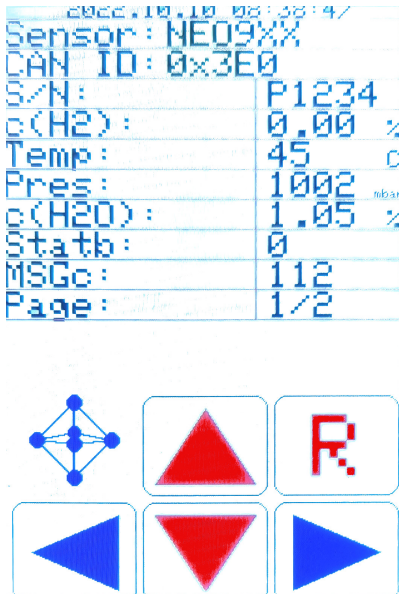 2022.10.10 08:38:47
Sensor: NEO9XX
CAN ID: 0x3E0
S/N: P1234
c(H2): 0.00 %
Temp: 45 C
Pres: 1002 mbar
c(H2O): 1.05 %
Statb: 0
MSGc: 112
Page: 1/2
R